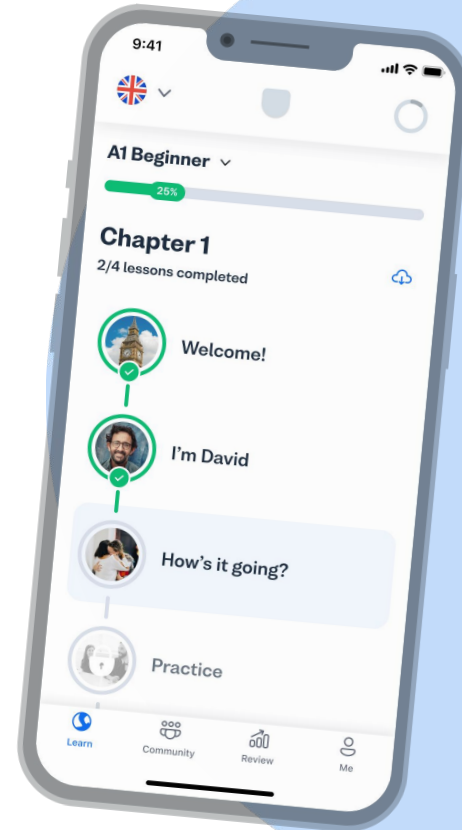 9:41
A1 Beginner
25%
Chapter 1
2/4 lessons completed
Welcome!
I'm David
How's it going?
Practice
Learn
Community
Review
Me